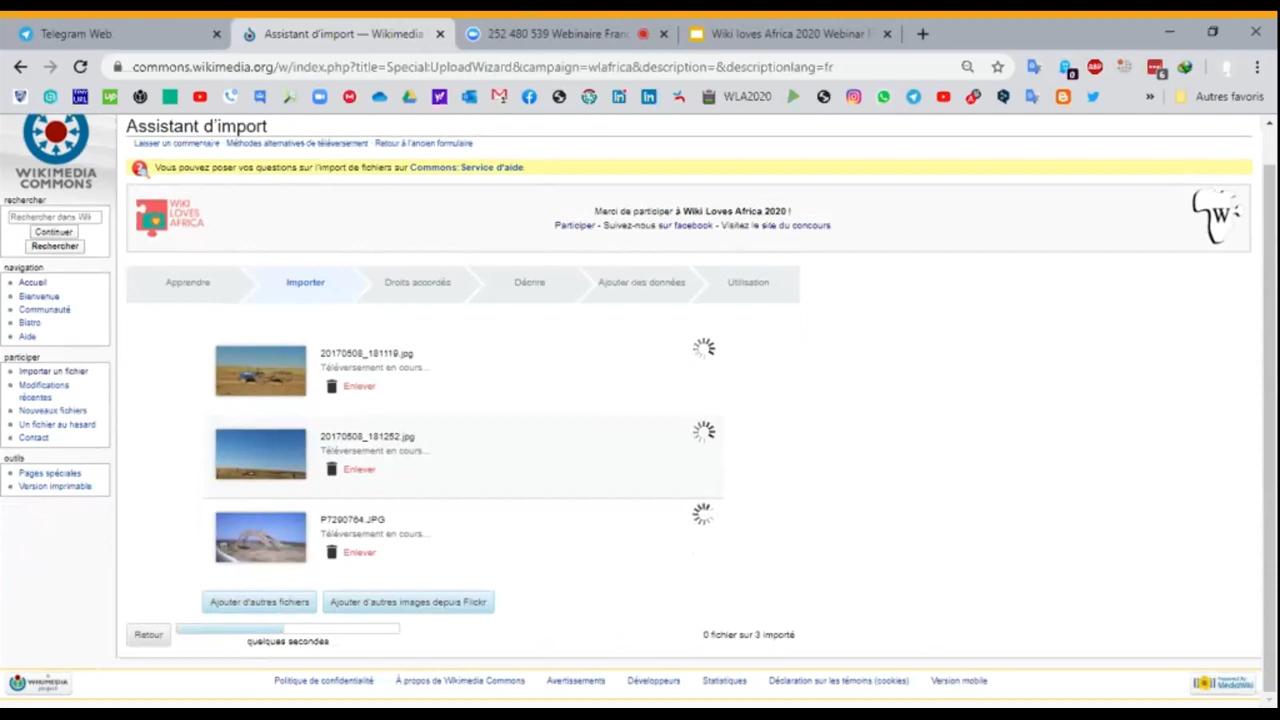 Telegram Web
Assistant d'import — Wikimedia
252 480 539 Webinaire Fran
Wiki loves Africa 2020 Webinar
commons.wikimedia.org/w/index.php?title=Special:UploadWizard&campaign=wlafrica&description=&descriptionlang=fr
WLA2020
Autres favoris
WIKIMEDIA
COMMONS
Assistant d'import
Laisser un commentaire Méthodes alternatives de téléversement Retour à l'ancien formulaire
Vous pouvez poser vos questions sur l'import de fichiers sur Commons:Service d'aide.
WIKI
LOVES
AFRICA
Merci de participer à Wiki Loves Africa 2020 !
Participer - Suivez-nous sur facebook - Visitez le site du concours
W
rechercher
Rechercher dans Wiki
Continuer
Rechercher
navigation
Accueil
Bienvenue
Communauté
Bistro
Aide
participer
Importer un fichier
Modifications
récentes
Nouveaux fichiers
Un fichier au hasard
Contact
outils
Pages spéciales
Version imprimable
Apprendre
Importer
Droits accordés
Décrire
Ajouter des données
Utilisation
20170508_181119.jpg
Téléversement en cours...
Enlever
20170508_181252.jpg
Téléversement en cours...
Enlever
P7290764.JPG
Téléversement en cours...
Enlever
Ajouter d'autres fichiers
Ajouter d'autres images depuis Flickr
Retour
quelques secondes
0 fichier sur 3 importé
WIKIMEDIA
project
Politique de confidentialité
À propos de Wikimedia Commons
Avertissements
Développeurs
Statistiques
Déclaration sur les témoins (cookies)
Version mobile
Powered By
MediaWiki